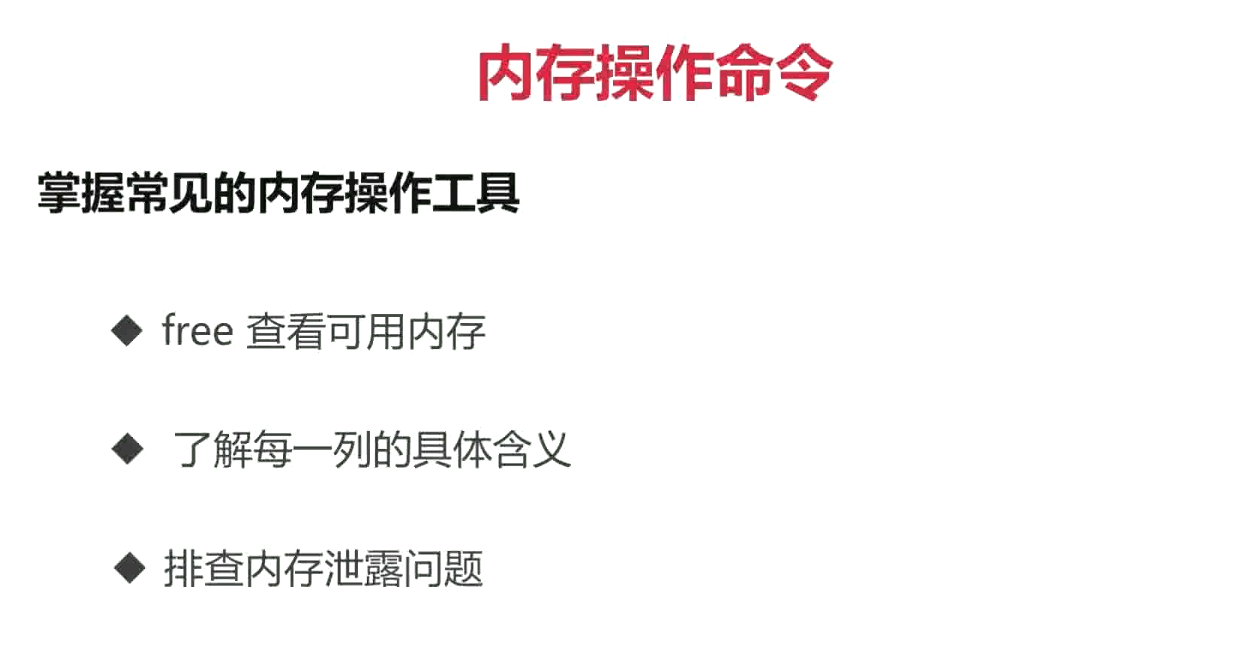 内存操作命令
掌握常见的内存操作工具
◆ free 查看可用内存
◆ 了解每一列的具体含义
◆ 排查内存泄露问题